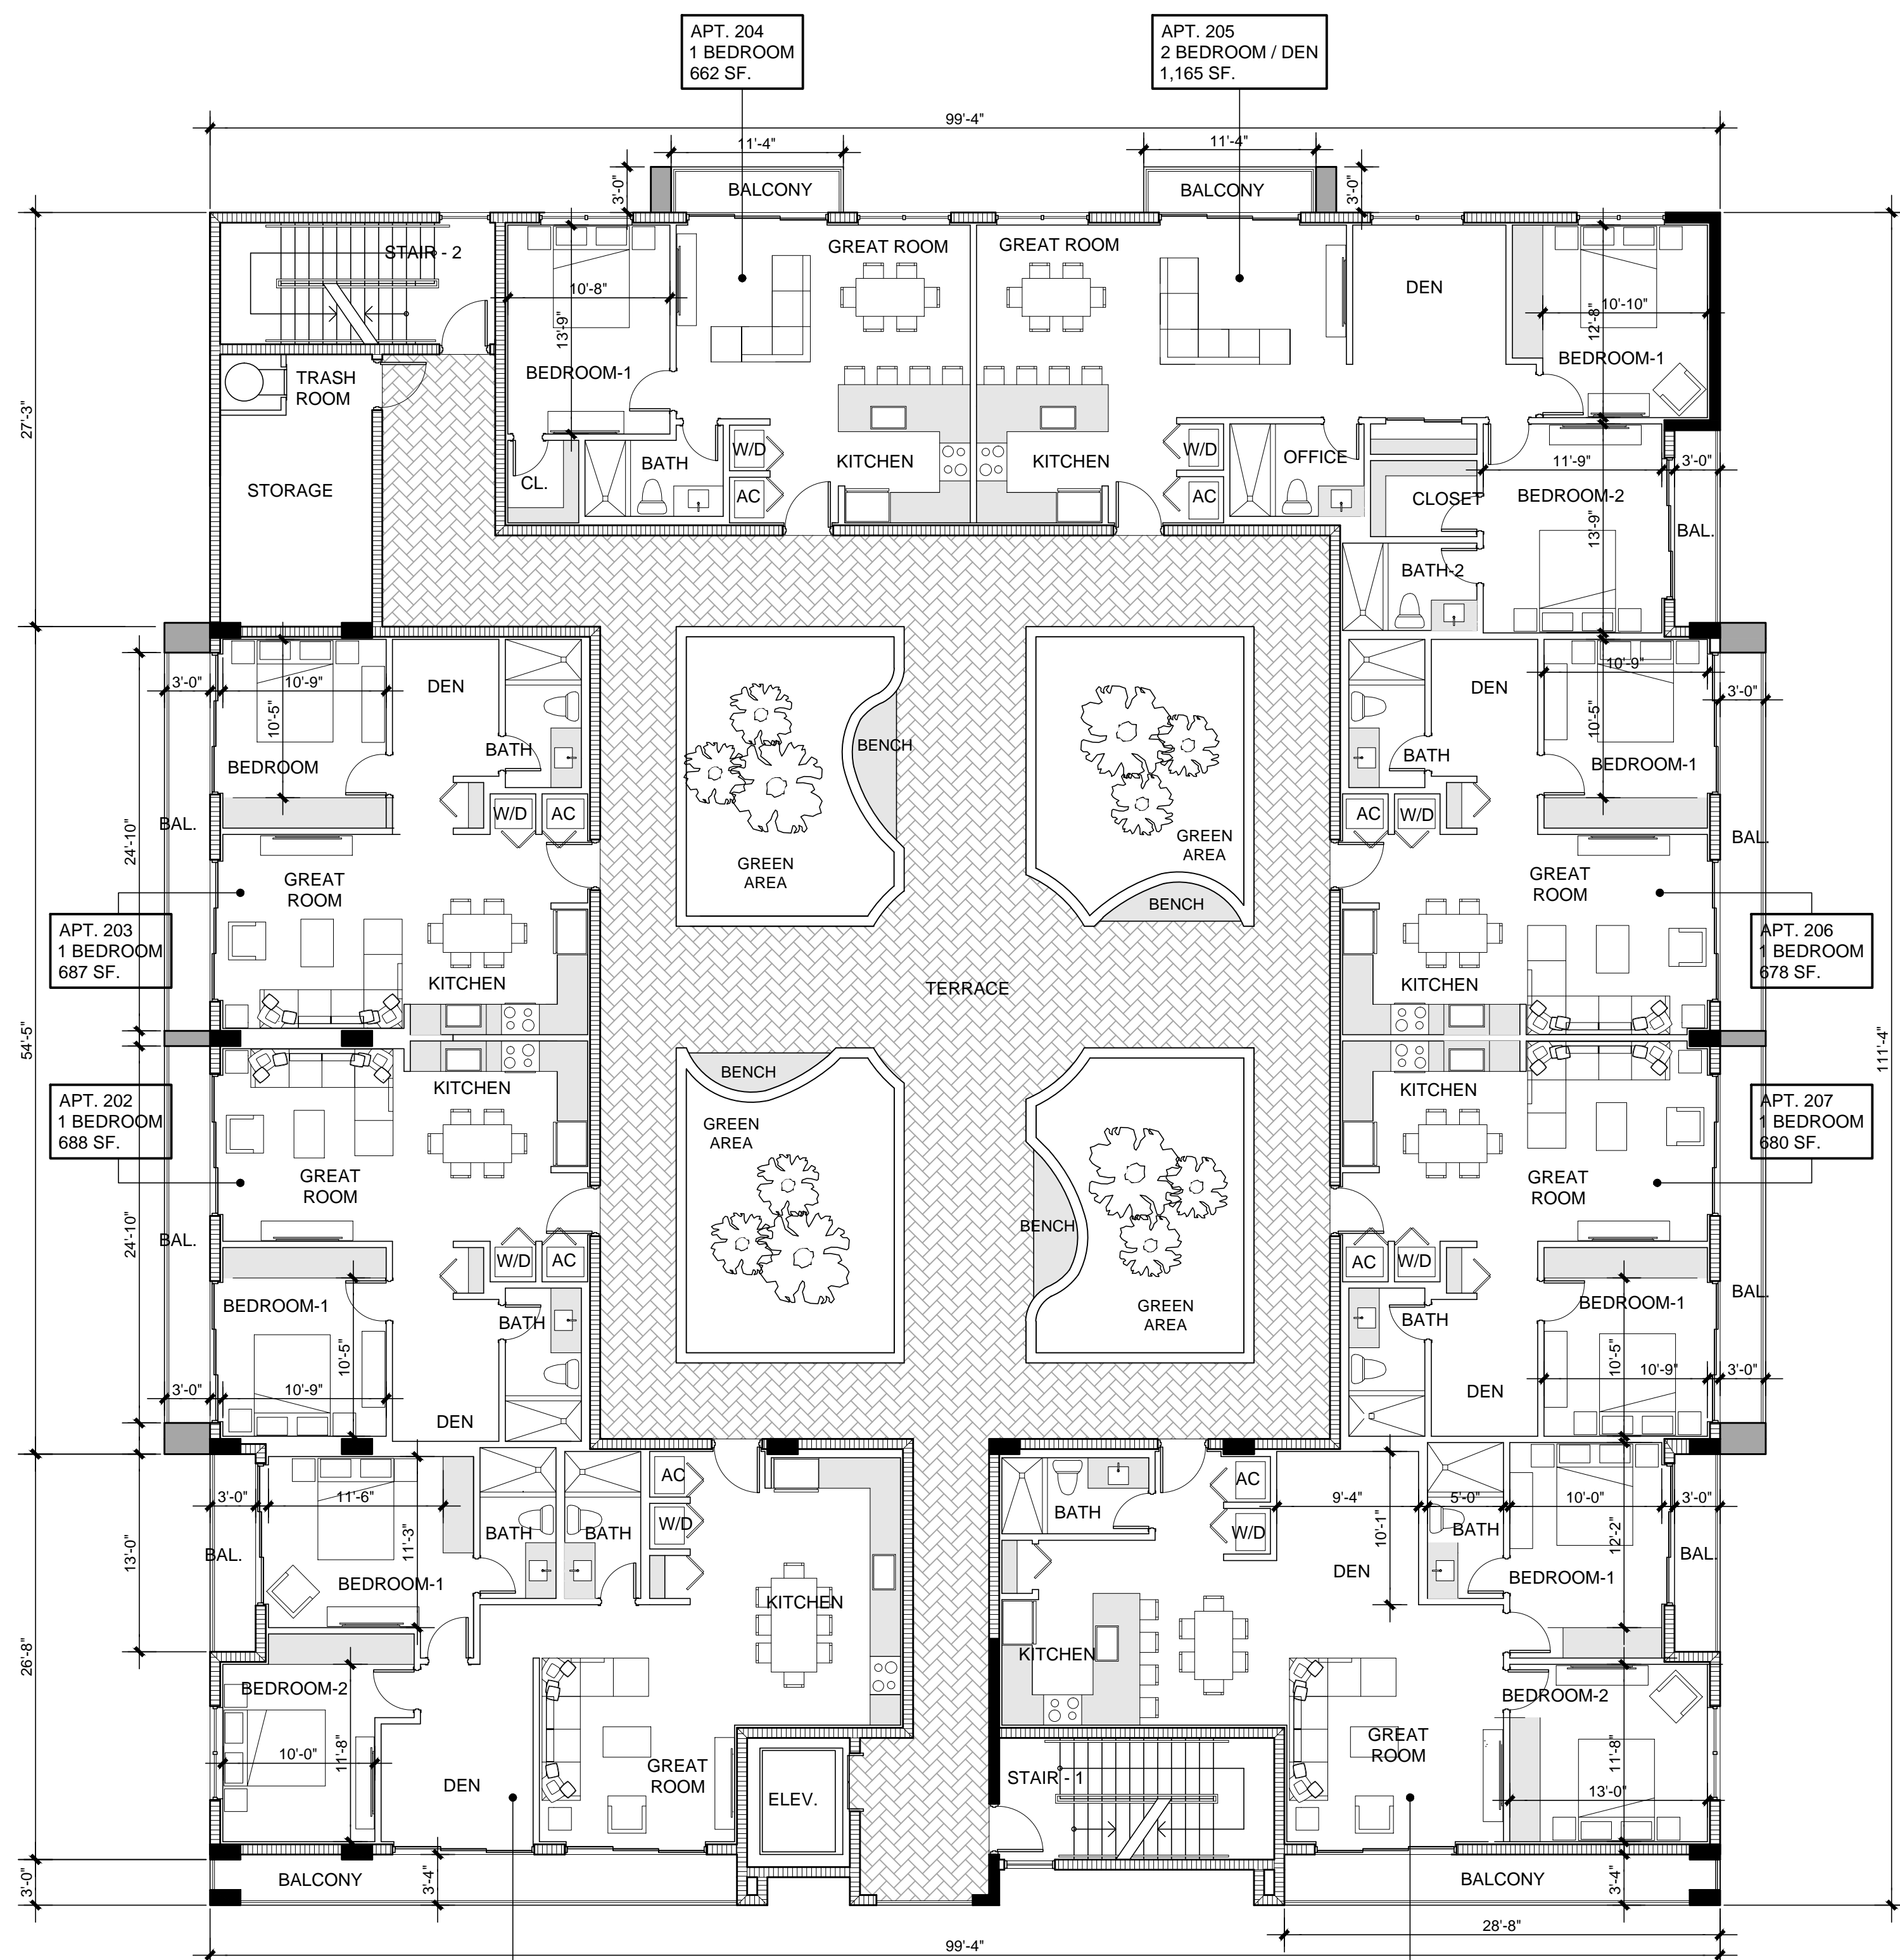 APT. 204
1 BEDROOM
662 SF.
APT. 205
2 BEDROOM / DEN
1,165 SF.
99'-4"
11'-4"
11'-4"
3'-0"
BALCONY
BALCONY
3'-0"
STAIR - 2
GREAT ROOM
GREAT ROOM
10'-8"
13'-9"
DEN
12'-8"
10'-10"
BEDROOM-1
BEDROOM-1
TRASH
ROOM
27'-3"
STORAGE
CL.
BATH
W/D
AC
KITCHEN
KITCHEN
W/D
AC
OFFICE
CLOSET
11'-9"
3'-0"
BEDROOM-2
13'-9"
BAL.
BATH-2
3'-0"
10'-9"
10'-5"
DEN
BATH
BEDROOM
W/D
AC
BAL.
24'-10"
GREAT
ROOM
KITCHEN
APT. 203
1 BEDROOM
687 SF.
BENCH
GREEN
AREA
GREEN
AREA
BENCH
TERRACE
DEN
10'-9"
3'-0"
10'-5"
BATH
BEDROOM-1
AC
W/D
BAL.
GREAT
ROOM
KITCHEN
APT. 206
1 BEDROOM
678 SF.
54'-5"
111'-4"
APT. 202
1 BEDROOM
688 SF.
KITCHEN
GREAT
ROOM
24'-10"
BAL.
W/D
AC
BEDROOM-1
BATH
10'-5"
3'-0"
10'-9"
DEN
BENCH
GREEN
AREA
BENCH
GREEN
AREA
KITCHEN
APT. 207
1 BEDROOM
680 SF.
GREAT
ROOM
AC
W/D
BEDROOM-1
BAL.
BATH
10'-5"
10'-9"
3'-0"
DEN
3'-0"
11'-6"
11'-3"
BATH
BATH
AC
W/D
13'-0"
BAL.
BEDROOM-1
KITCHEN
26'-8"
BEDROOM-2
10'-0"
11'-8"
DEN
GREAT
ROOM
ELEV.
BALCONY
3'-4"
3'-0"
BATH
AC
W/D
9'-4"
10'-1"
5'-0"
10'-0"
3'-0"
BATH
12'-2"
DEN
BEDROOM-1
BAL.
KITCHEN
BEDROOM-2
GREAT
ROOM
11'-8"
13'-0"
STAIR - 1
BALCONY
3'-4"
28'-8"
99'-4"